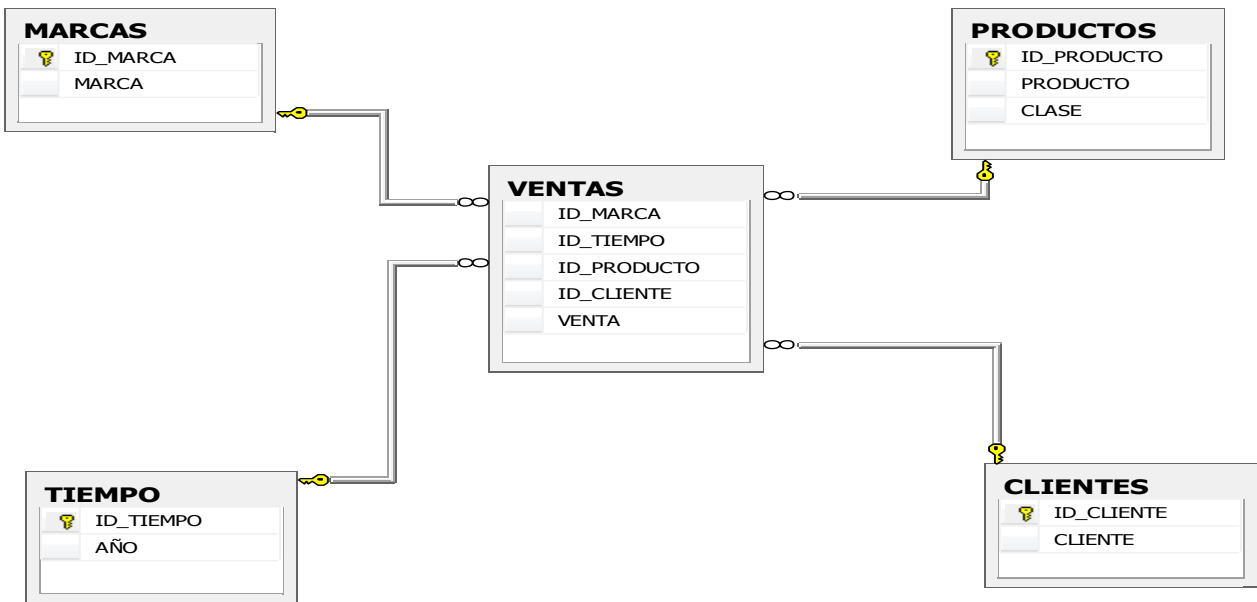 MARCAS
ID_MARCA
MARCA
PRODUCTOS
ID_PRODUCTO
PRODUCTO
CLASE
VENTAS
ID_MARCA
ID_TIEMPO
ID_PRODUCTO
ID_CLIENTE
VENTA
TIEMPO
ID_TIEMPO
AÑO
CLIENTES
ID_CLIENTE
CLIENTE